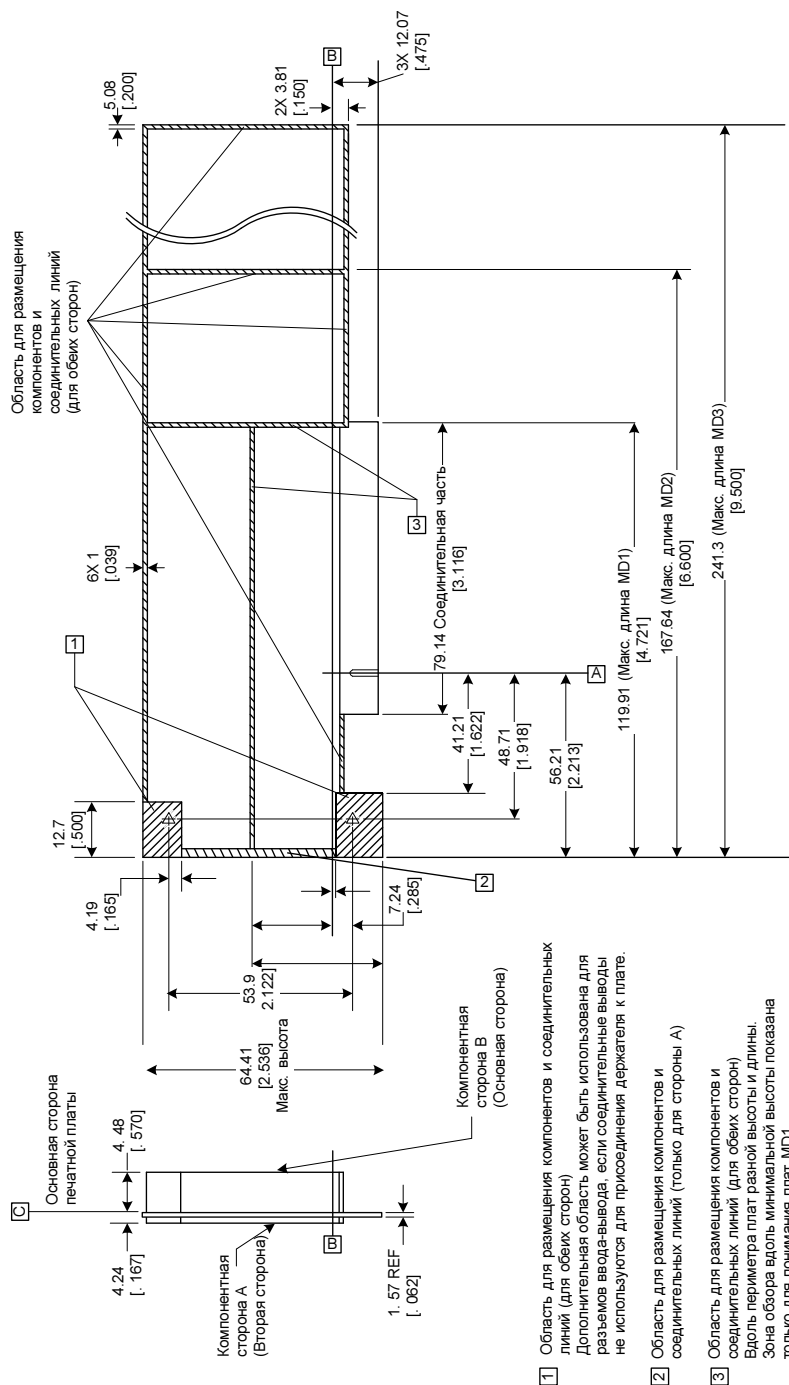 C
Основная сторона
печатной платы
4.24
[. 167]
4. 48
[. 570]
Компонентная
сторона A
(Вторая сторона)
B
1. 57 REF
[. 062]
Компонентная
сторона B
(Основная сторона)
64.41
[2.536]
Макс. высота
53.9
2.122
4.19
[.165]
7.24
[.285]
12.7
[.500]
1
2
6X 1
[.039]
Область для размещения
компонентов и
соединительных линий
(для обеих сторон)
5.08
[.200]
2X 3.81
[.150]
B
3X 12.07
[.475]
3
79.14 Соединительная часть
[3.116]
A
41.21
[1.622]
48.71
[1.918]
56.21
[2.213]
119.91 (Макс. длина MD1)
[4.721]
167.64 (Макс. длина MD2)
[6.600]
241.3 (Макс. длина MD3)
[9.500]
1 Область для размещения компонентов и соединительных
линий (для обеих сторон)
Дополнительная область может быть использована для
разъемов ввода-вывода, если соединительные выводы
не используются для присоединения держателя к плате.
2 Область для размещения компонентов и
соединительных линий (только для стороны A)
3 Область для размещения компонентов и
соединительных линий (для обеих сторон)
Вдоль периметра плат разной высоты и длины.
Зона обзора вдоль минимальной высоты показана
только для понимания плат MD1